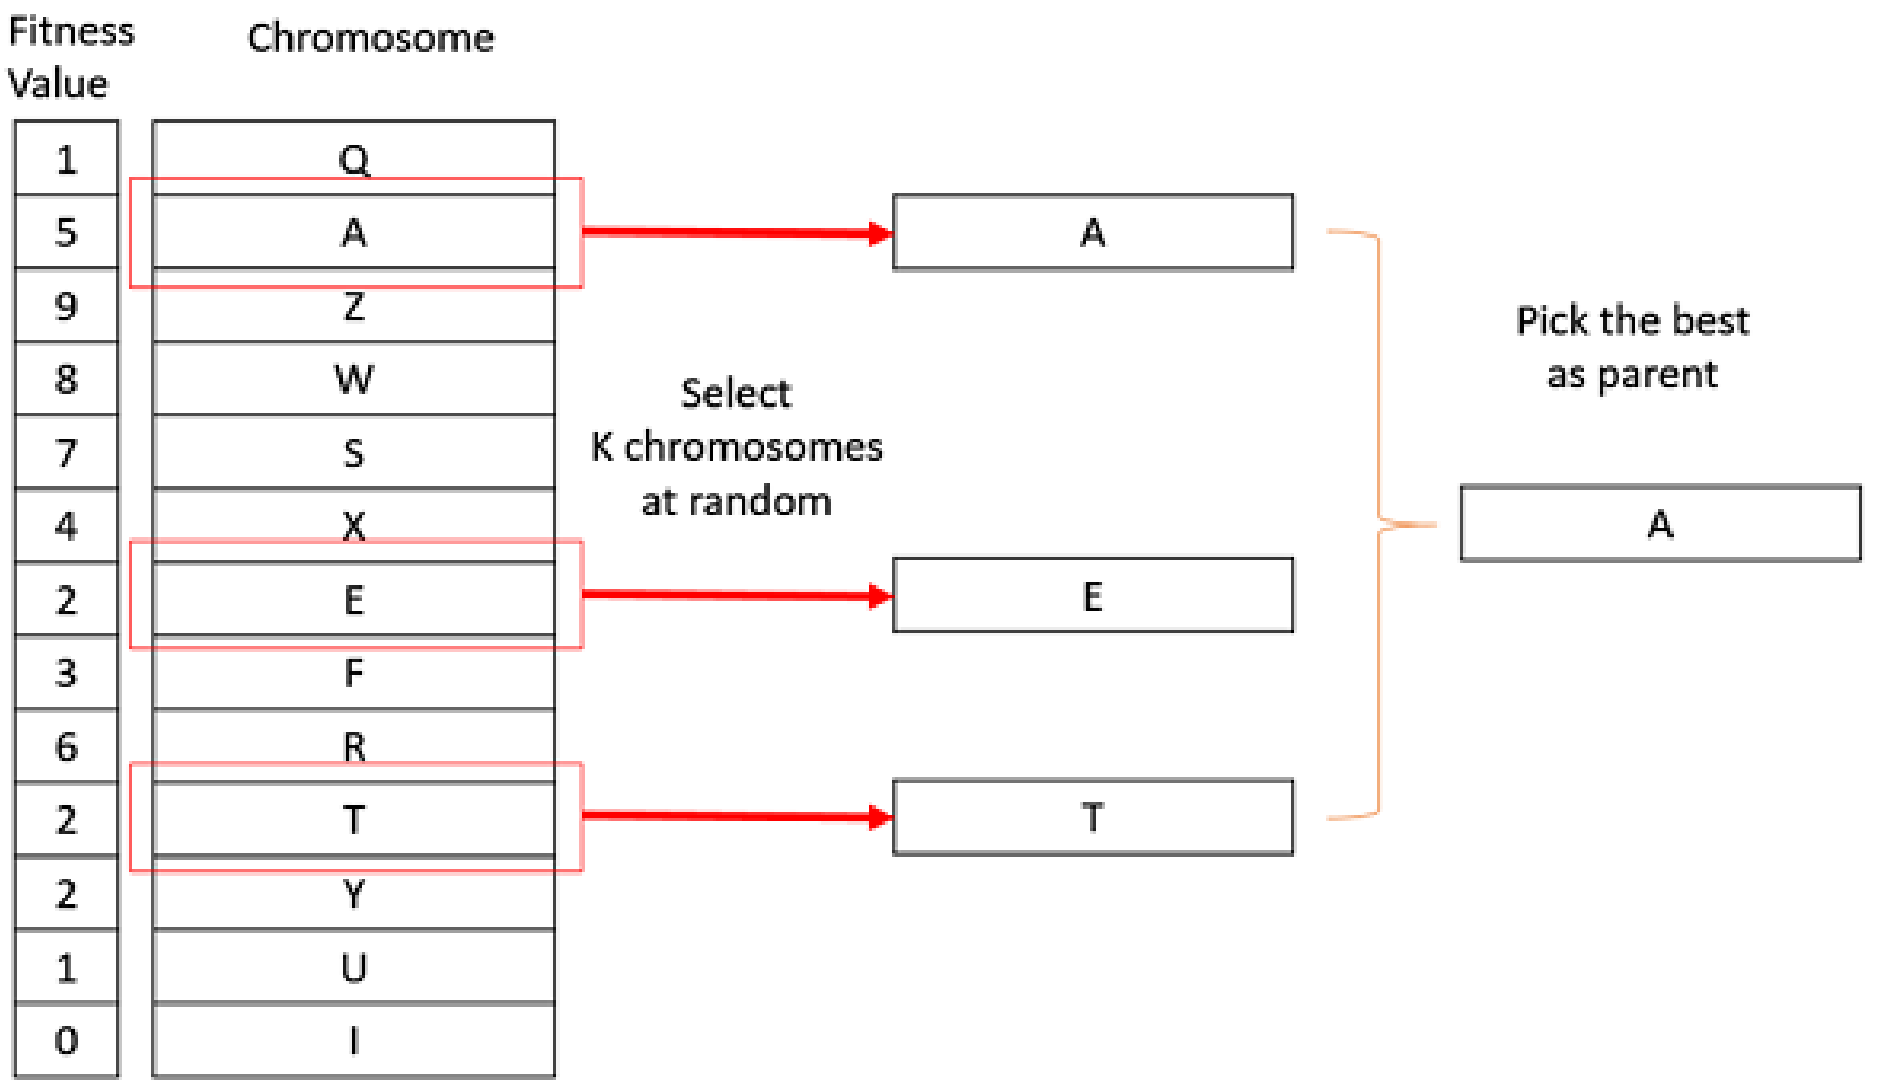 Fitness
Value
Chromosome
1 Q
5 A
9 Z
8 W
7 S
4 X
2 E
3 F
6 R
2 T
2 Y
1 U
0 I
Select
K chromosomes
at random
A
E
T
Pick the best
as parent
A